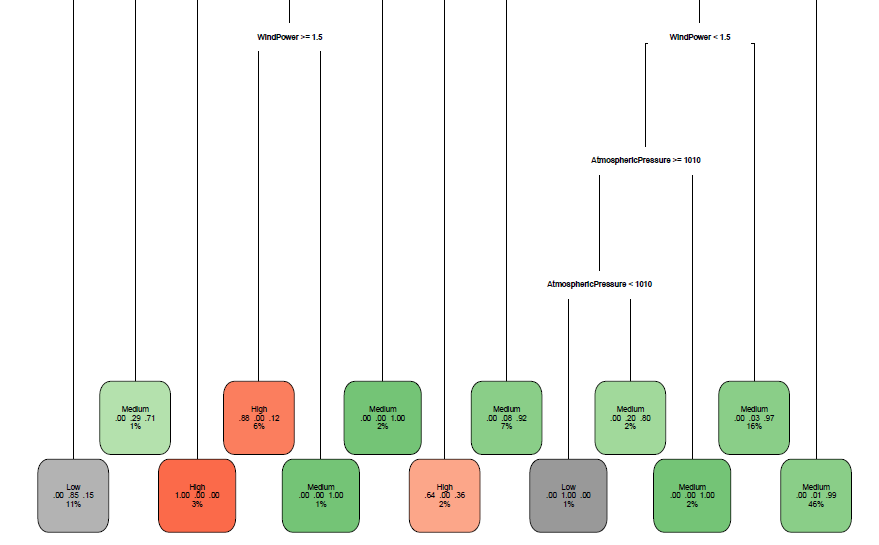 WindPower >= 1.5
WindPower < 1.5
AtmosphericPressure >= 1010
AtmosphericPressure < 1010
Medium
.00 .29 .71
1%
High
.88 .00 .12
6%
Medium
.00 .00 1.00
2%
Medium
.00 .08 .92
7%
Medium
.00 .20 .80
2%
Medium
.00 .03 .97
16%
Low
.00 .85 .15
11%
High
1.00 .00 .00
3%
Medium
.00 .00 1.00
1%
High
.64 .00 .36
2%
Low
.00 1.00 .00
1%
Medium
.00 .00 1.00
2%
Medium
.00 .01 .99
46%